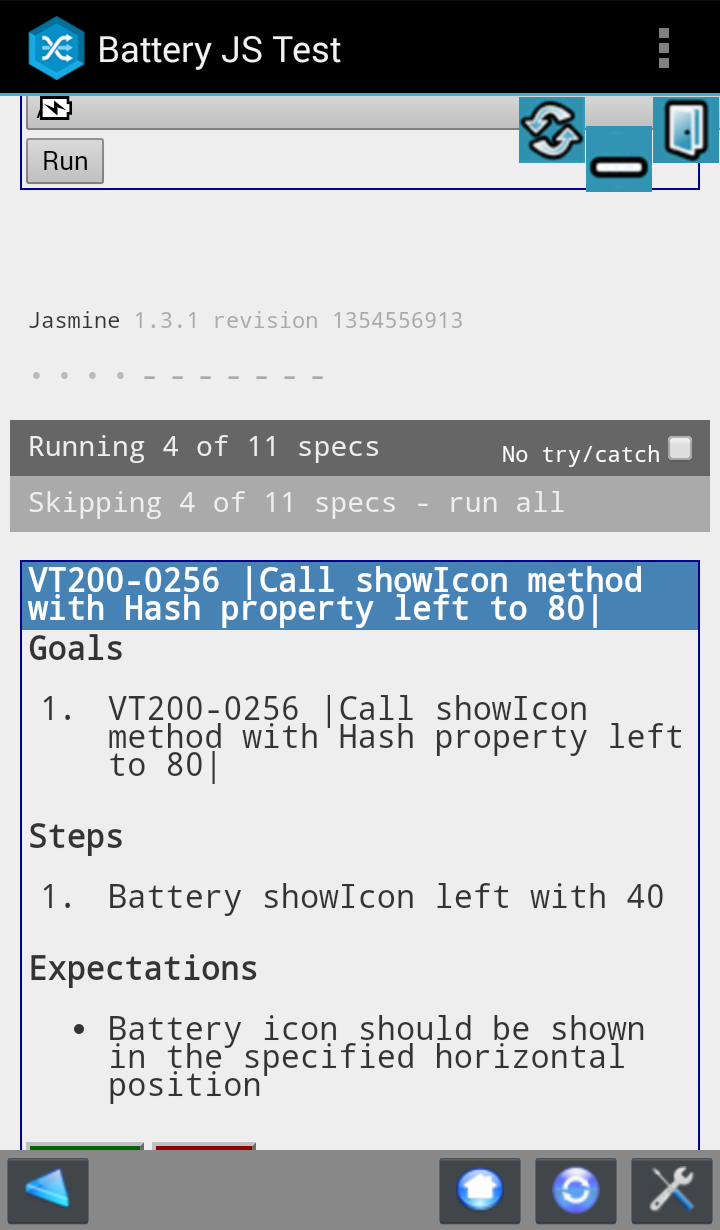 Battery JS Test
Run
Jasmine 1.3.1 revision 1354556913
Running 4 of 11 specs
No try/catch
Skipping 4 of 11 specs - run all
VT200-0256 |Call showIcon method
with Hash property left to 80|
Goals
1. VT200-0256 |Call showIcon
method with Hash property left
to 80|
Steps
1. Battery showIcon left with 40
Expectations
• Battery icon should be shown
in the specified horizontal
position